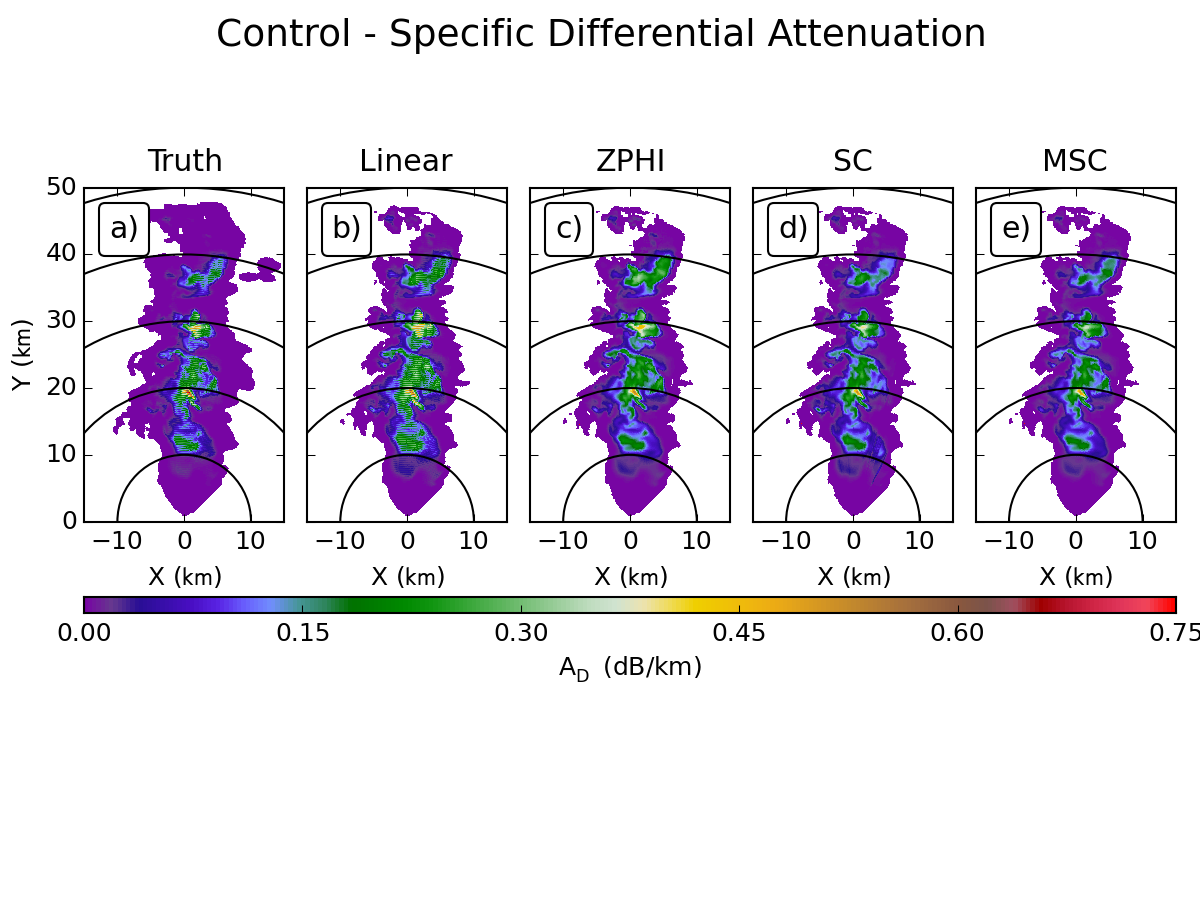 Control - Specific Differential Attenuation
Truth Linear ZPHI SC MSC
a) b) c) d) e)
50
40
30
20
10
0
Y (km)
−10 0 10 −10 0 10 −10 0 10 −10 0 10 −10 0 10
X (km) X (km) X (km) X (km) X (km)
0.00 0.15 0.30 0.45 0.60 0.75
A_D (dB/km)